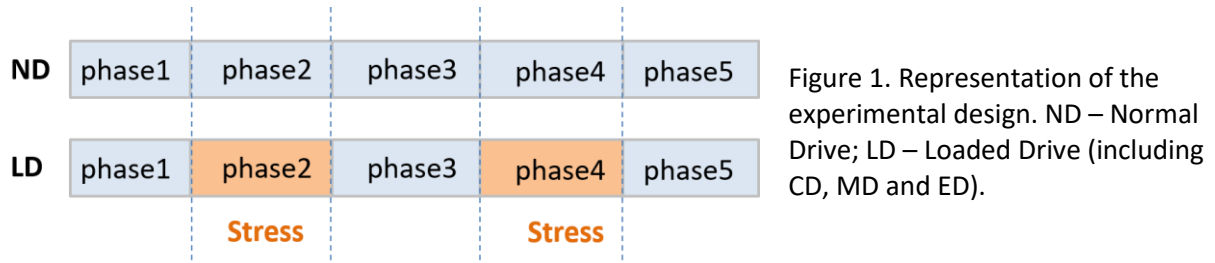 ND phase1 phase2 phase3 phase4 phase5
LD phase1 phase2 phase3 phase4 phase5
Stress Stress
Figure 1. Representation of the
experimental design. ND – Normal
Drive; LD – Loaded Drive (including
CD, MD and ED).